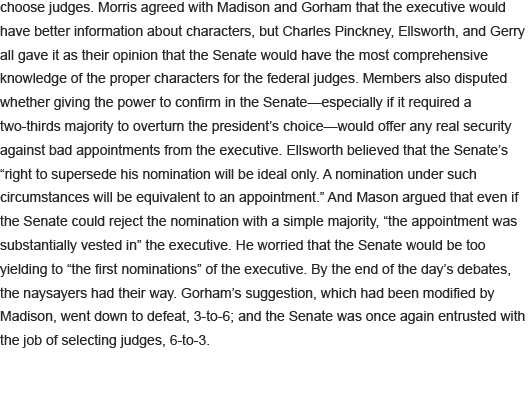 choose judges. Morris agreed with Madison and Gorham that the executive would
have better information about characters, but Charles Pinckney, Ellsworth, and Gerry
all gave it as their opinion that the Senate would have the most comprehensive
knowledge of the proper characters for the federal judges. Members also disputed
whether giving the power to confirm in the Senate—especially if it required a
two-thirds majority to overturn the president’s choice—would offer any real security
against bad appointments from the executive. Ellsworth believed that the Senate’s
“right to supersede his nomination will be ideal only. A nomination under such
circumstances will be equivalent to an appointment.” And Mason argued that even if
the Senate could reject the nomination with a simple majority, “the appointment was
substantially vested in” the executive. He worried that the Senate would be too
yielding to “the first nominations” of the executive. By the end of the day’s debates,
the naysayers had their way. Gorham’s suggestion, which had been modified by
Madison, went down to defeat, 3-to-6; and the Senate was once again entrusted with
the job of selecting judges, 6-to-3.